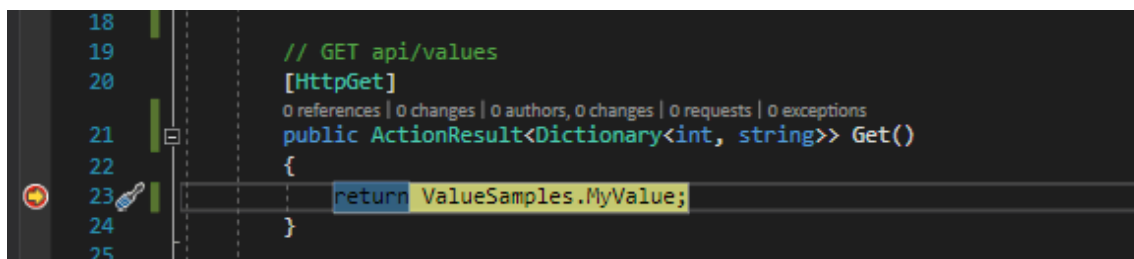 18
19 // GET api/values
20 [HttpGet]
0 references | 0 changes | 0 authors, 0 changes | 0 requests | 0 exceptions
21 public ActionResult<Dictionary<int, string>> Get()
22 {
23 return ValueSamples.MyValue;
24 }
25